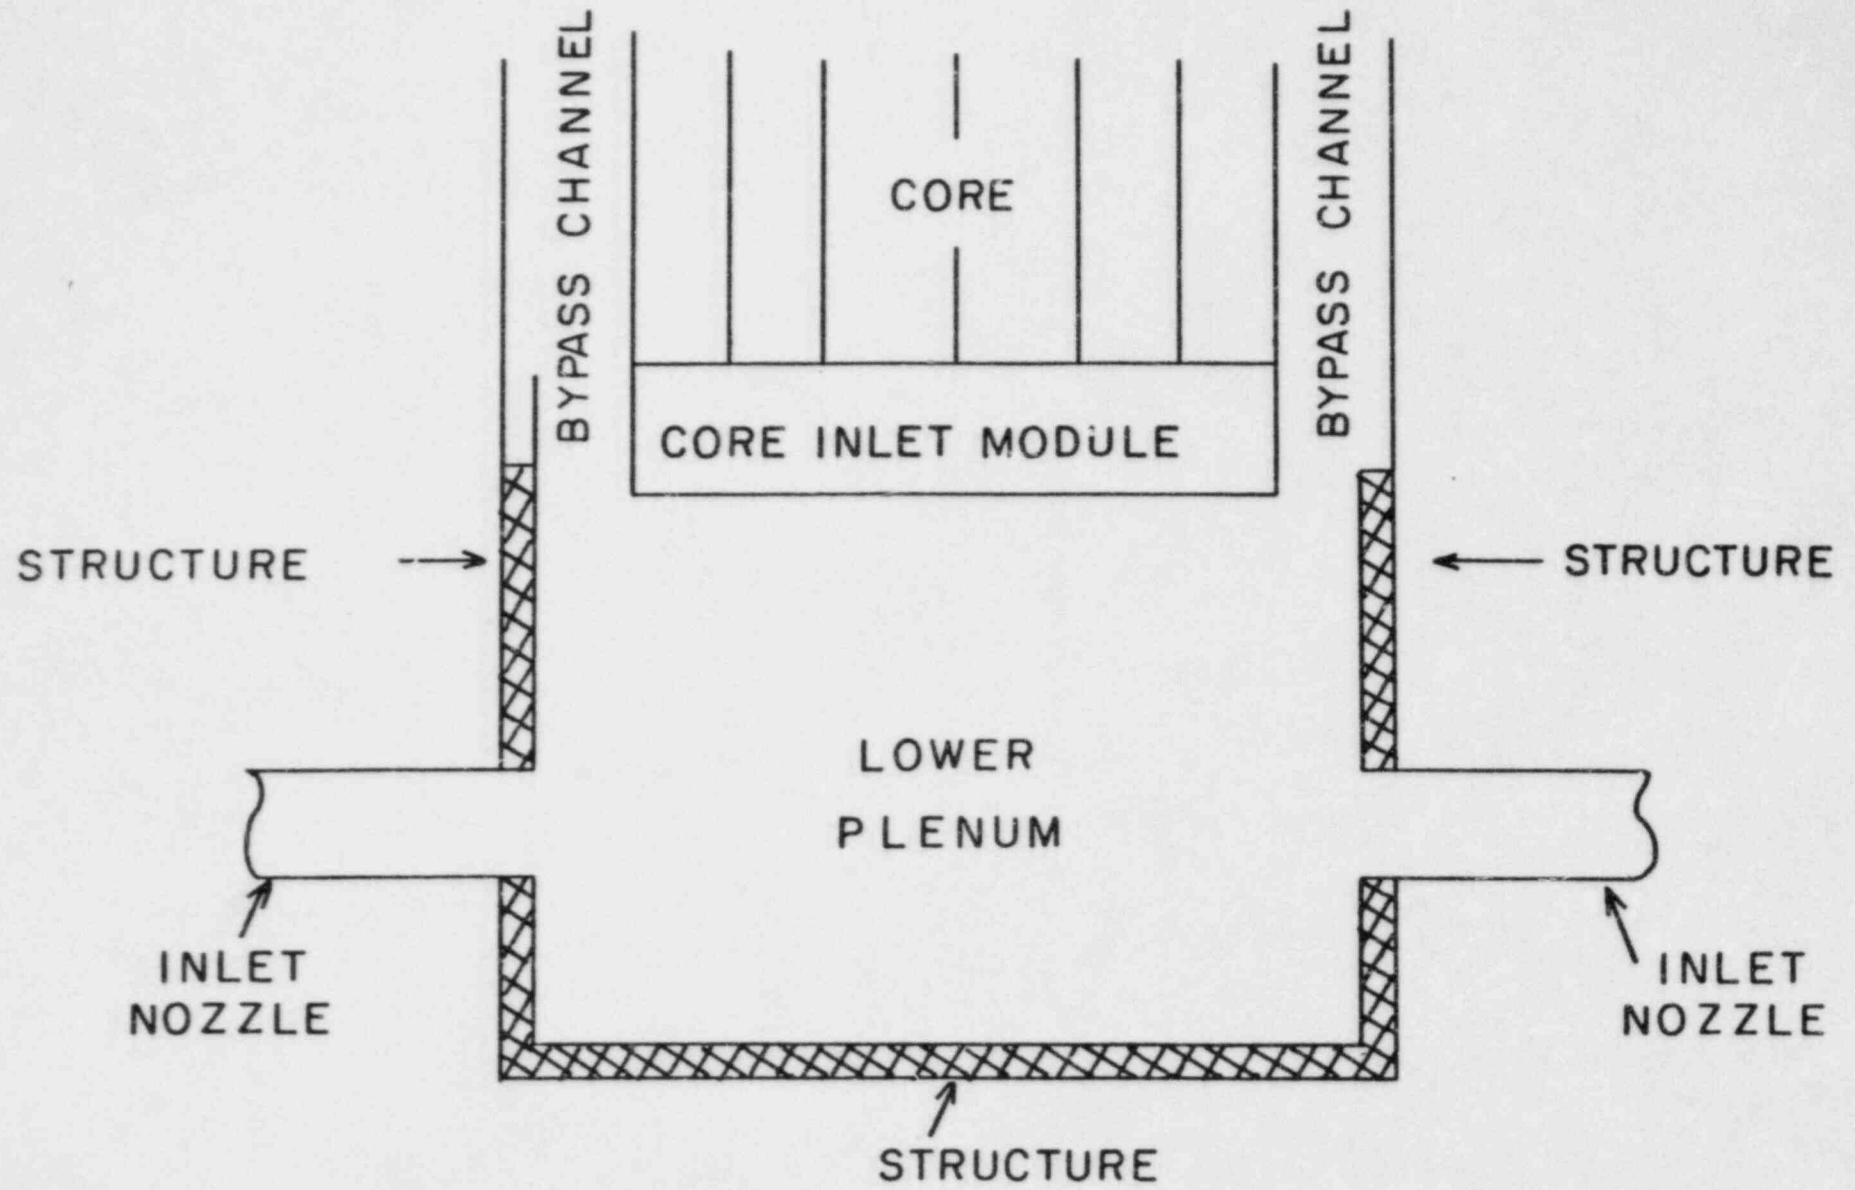 BYPASS CHANNEL
BYPASS CHANNEL
CORE
CORE INLET MODULE
STRUCTURE
STRUCTURE
LOWER
PLENUM
INLET
NOZZLE
INLET
NOZZLE
STRUCTURE